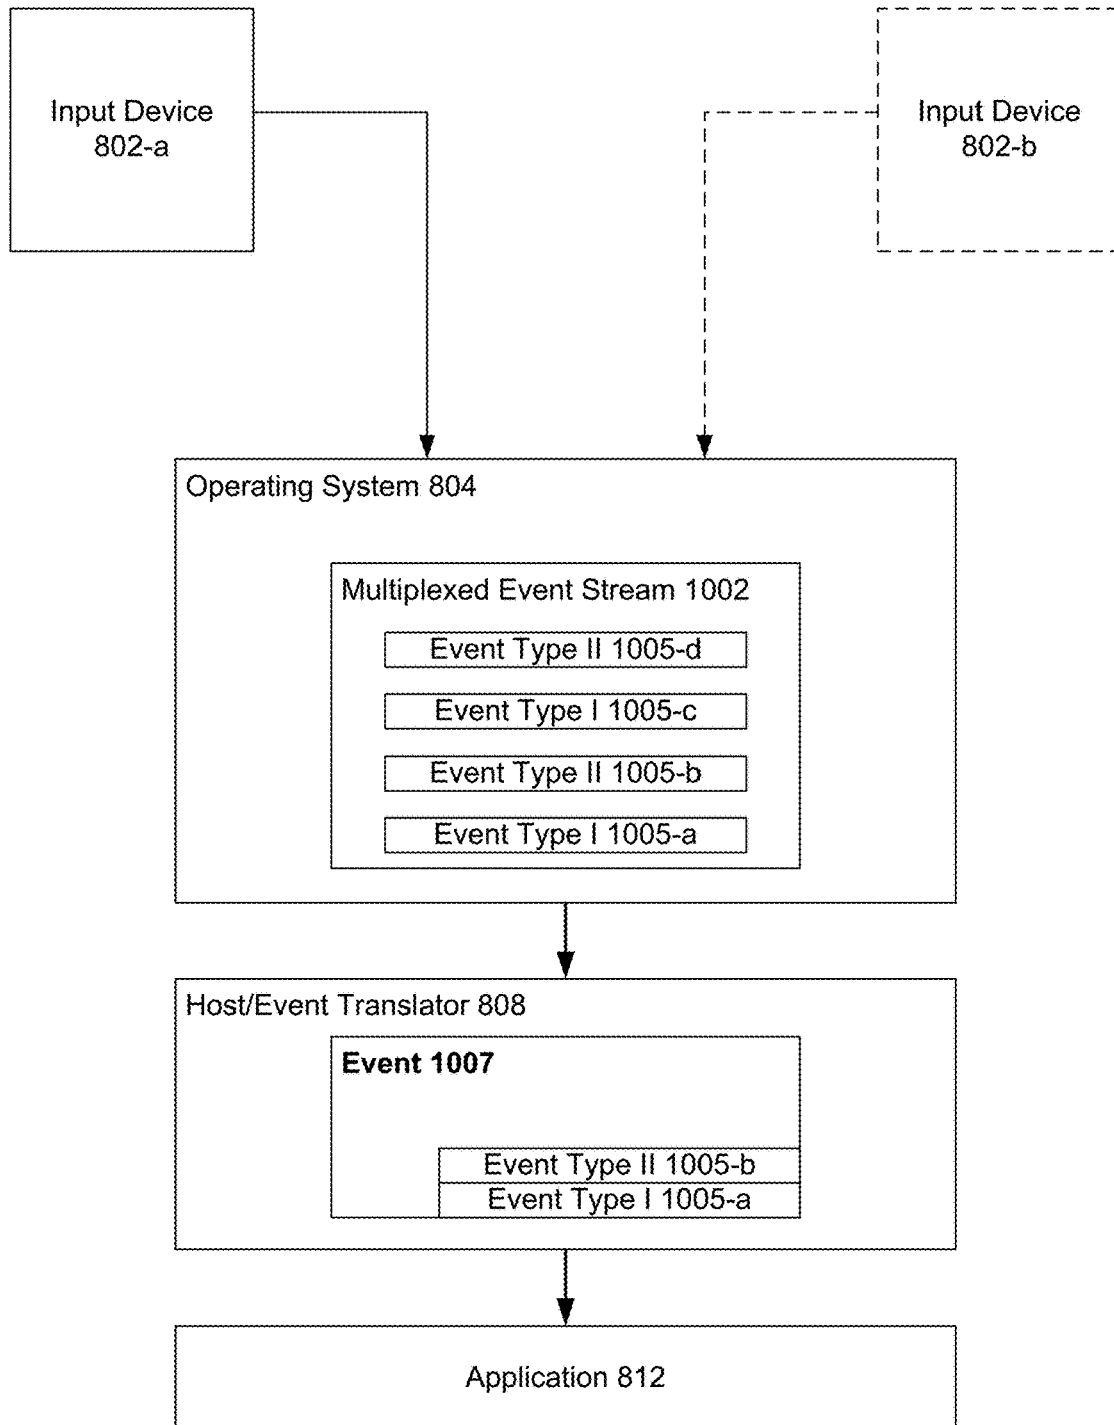 Input Device
802-a
Input Device
802-b
Operating System 804
Multiplexed Event Stream 1002
Event Type II 1005-d
Event Type I 1005-c
Event Type II 1005-b
Event Type I 1005-a
Host/Event Translator 808
Event 1007
Event Type II 1005-b
Event Type I 1005-a
Application 812